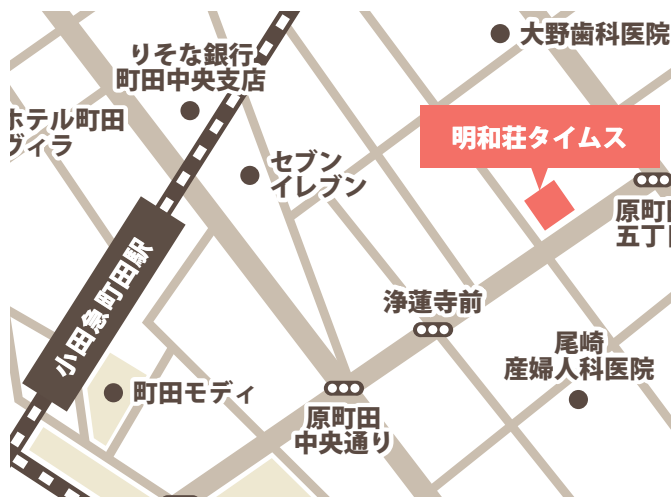 大野歯科医院
りそな銀行
町田中央支店
ホテル町田
ヴィラ
明和荘タイムス
セブン
イレブン
原町
五丁
小田急町田駅
浄蓮寺前
尾崎
産婦人科医院
町田モディ
原町田
中央通り